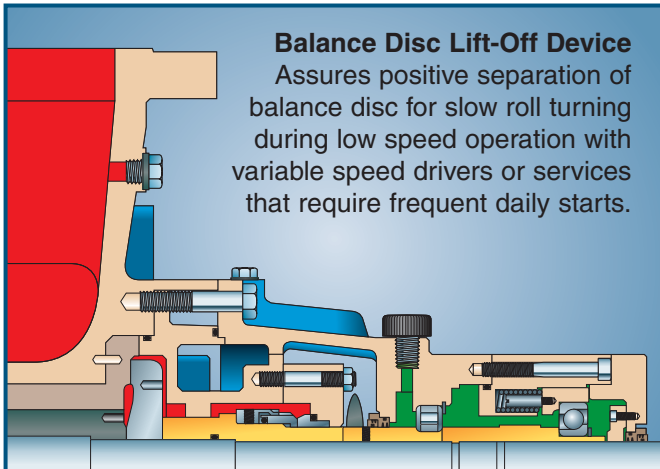 Balance Disc Lift-Off Device
Assures positive separation of
balance disc for slow roll turning
during low speed operation with
variable speed drivers or services
that require frequent daily starts.